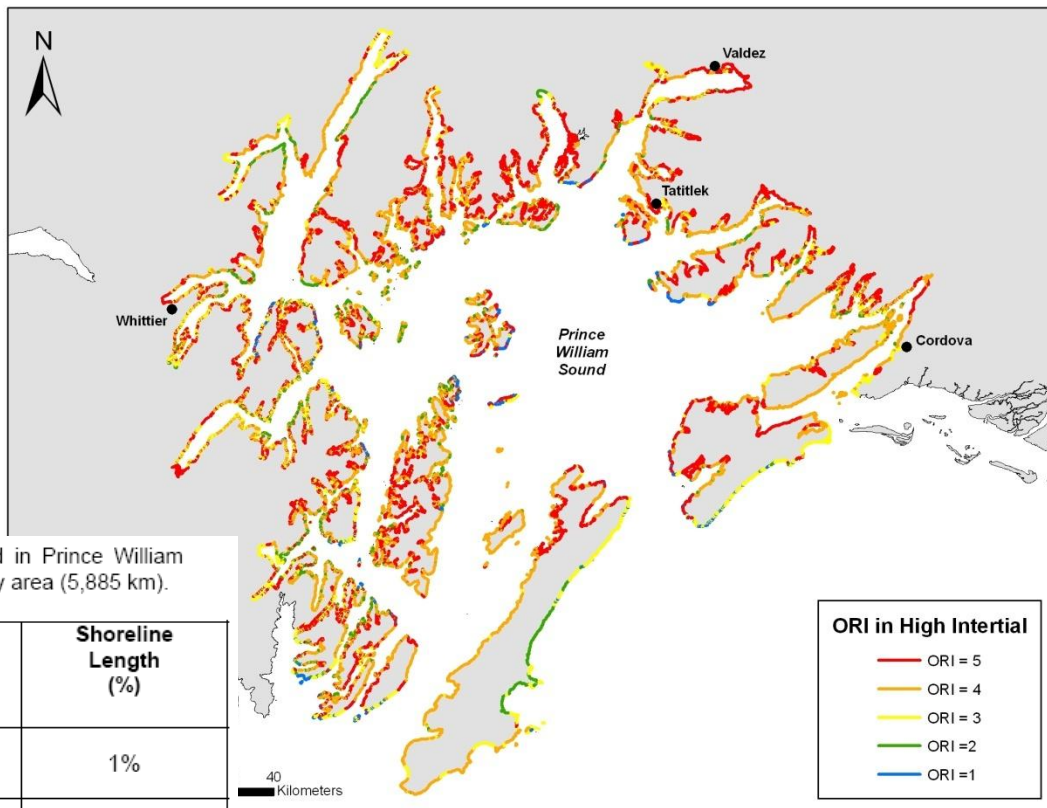 N
Valdez
Tatitlek
Whittier
Prince
William
Sound
Cordova
in Prince William
area (5,885 km).
Shoreline
Length
(%)
1%
40
Kilometers
ORI in High Intertial
ORI = 5
ORI = 4
ORI = 3
ORI =2
ORI =1